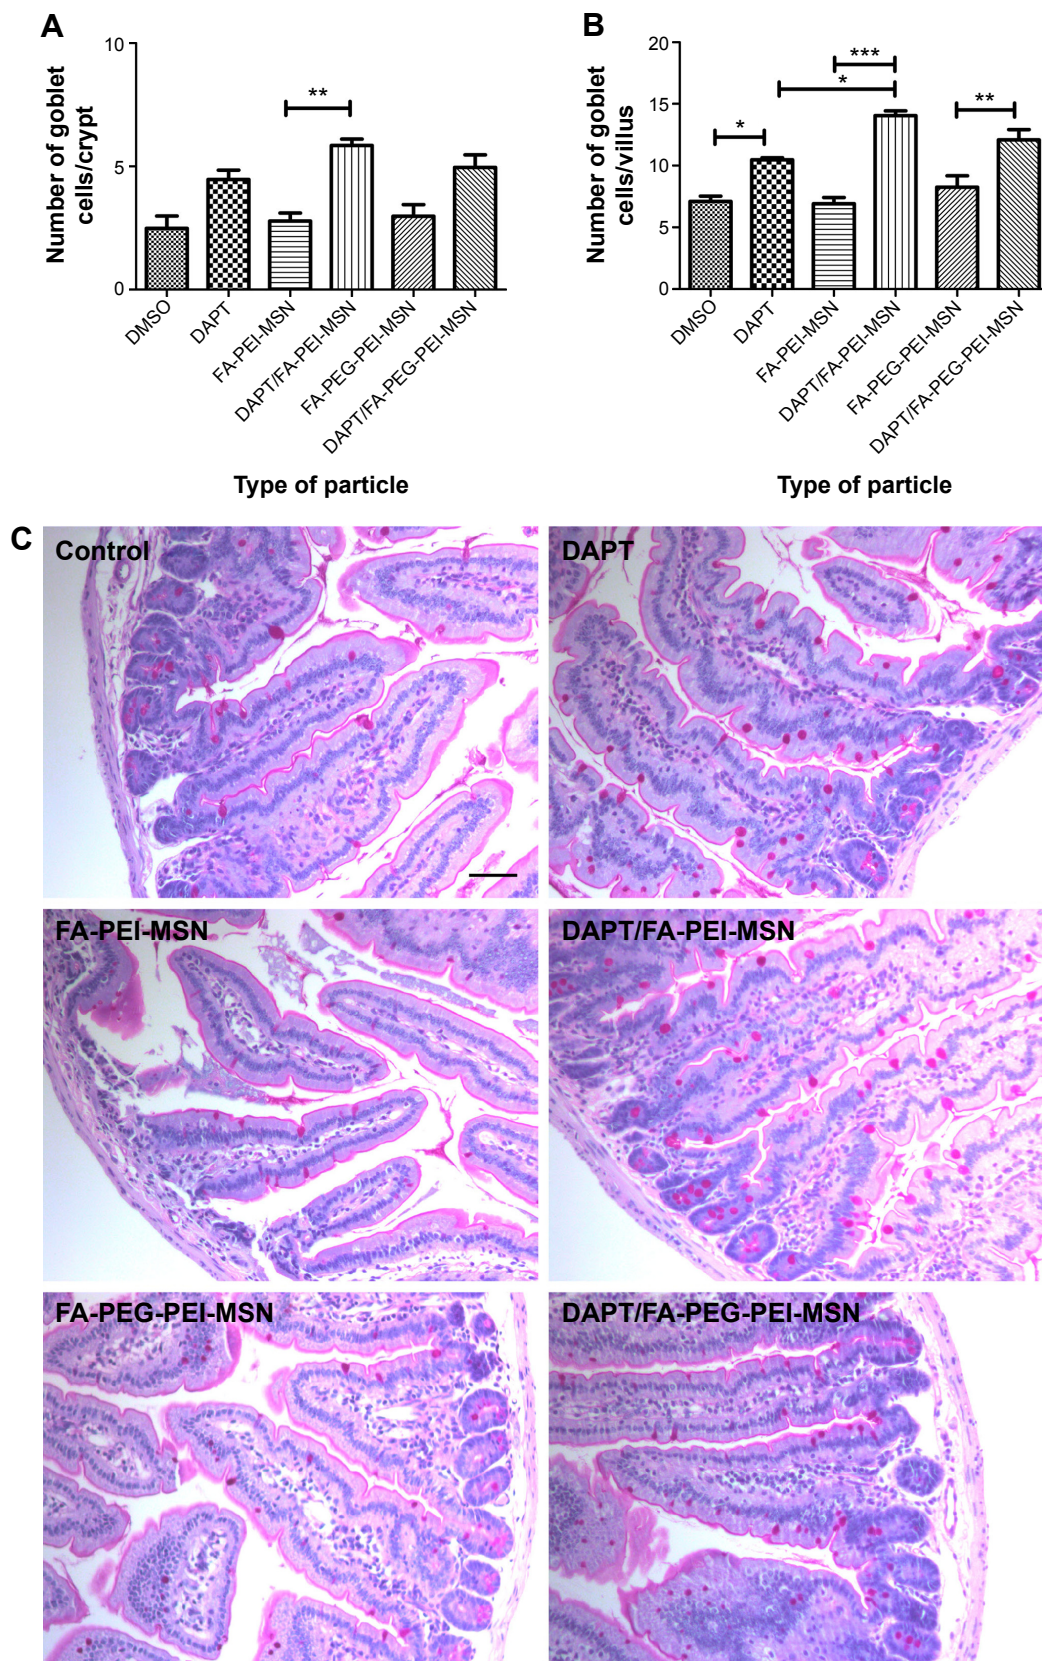 A
Number of goblet
cells/crypt
10
5
0
**
DMSO
DAPT
FA-PEI-MSN
DAPT/FA-PEI-MSN
FA-PEG-PEI-MSN
DAPT/FA-PEG-PEI-MSN
Type of particle
B
Number of goblet
cells/villus
20
15
10
5
0
*
*
***
**
DMSO
DAPT
FA-PEI-MSN
DAPT/FA-PEI-MSN
FA-PEG-PEI-MSN
DAPT/FA-PEG-PEI-MSN
Type of particle
C
Control
DAPT
FA-PEI-MSN
DAPT/FA-PEI-MSN
FA-PEG-PEI-MSN
DAPT/FA-PEG-PEI-MSN